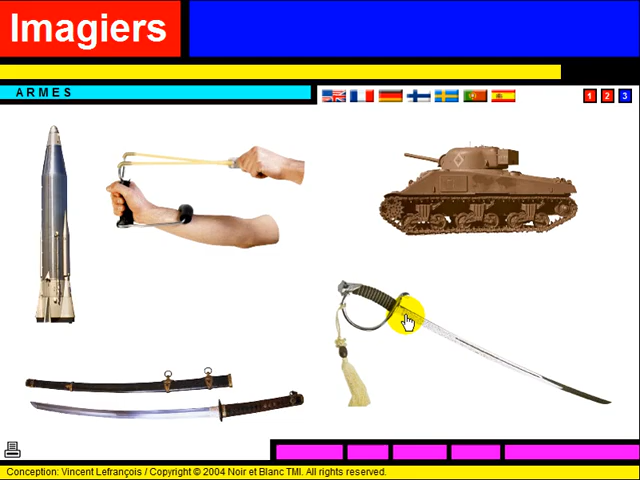 Imagiers
ARMES
1 2 3
Conception: Vincent Lefrançois / Copyright © 2004 Noir et Blanc TMI. All rights reserved.